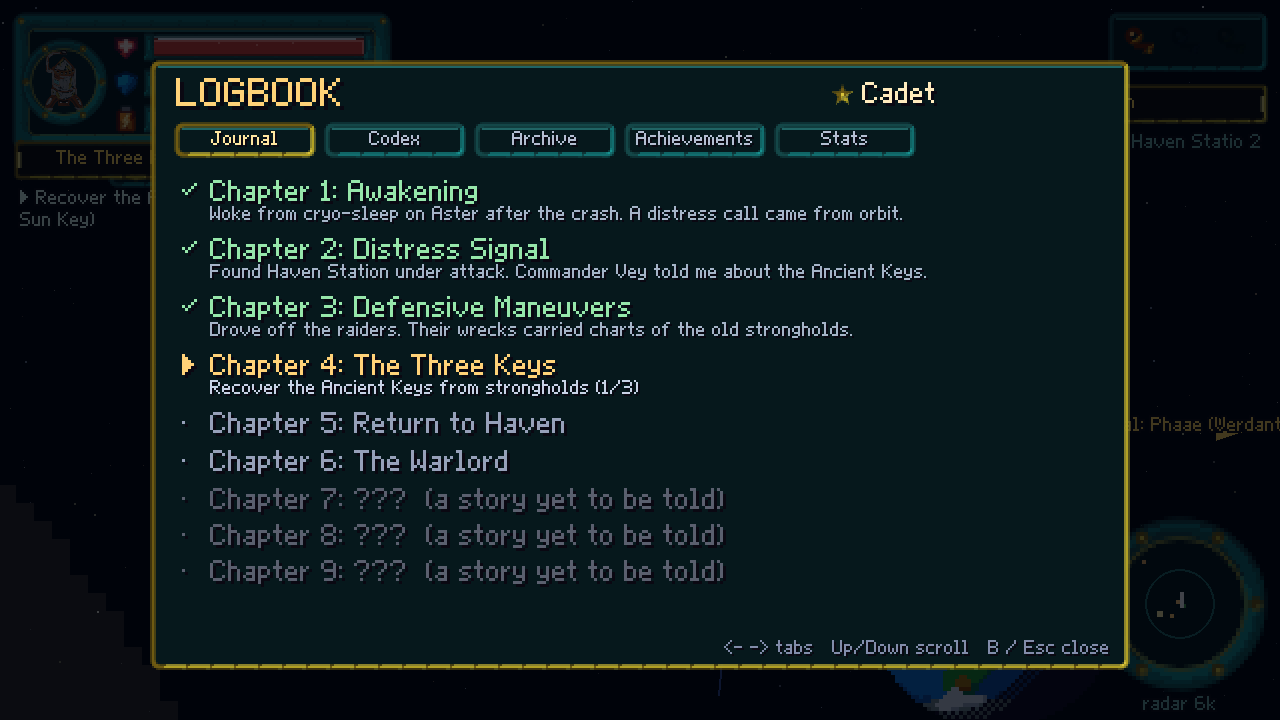 LOGBOOK
Cadet
Journal Codex Archive Achievements Stats
The Three
Recover the
Sun Key)
Haven Statio 2
Chapter 1: Awakening
Woke from cryo-sleep on Aster after the crash. A distress call came from orbit.
Chapter 2: Distress Signal
Found Haven Station under attack. Commander Vey told me about the Ancient Keys.
Chapter 3: Defensive Maneuvers
Drove off the raiders. Their wrecks carried charts of the old strongholds.
Chapter 4: The Three Keys
Recover the Ancient Keys from strongholds (1/3)
Chapter 5: Return to Haven
: Phaae (Werdant
Chapter 6: The Warlord
Chapter 7: ??? (a story yet to be told)
Chapter 8: ??? (a story yet to be told)
Chapter 9: ??? (a story yet to be told)
<- -> tabs Up/Down scroll B / Esc close
radar 6k